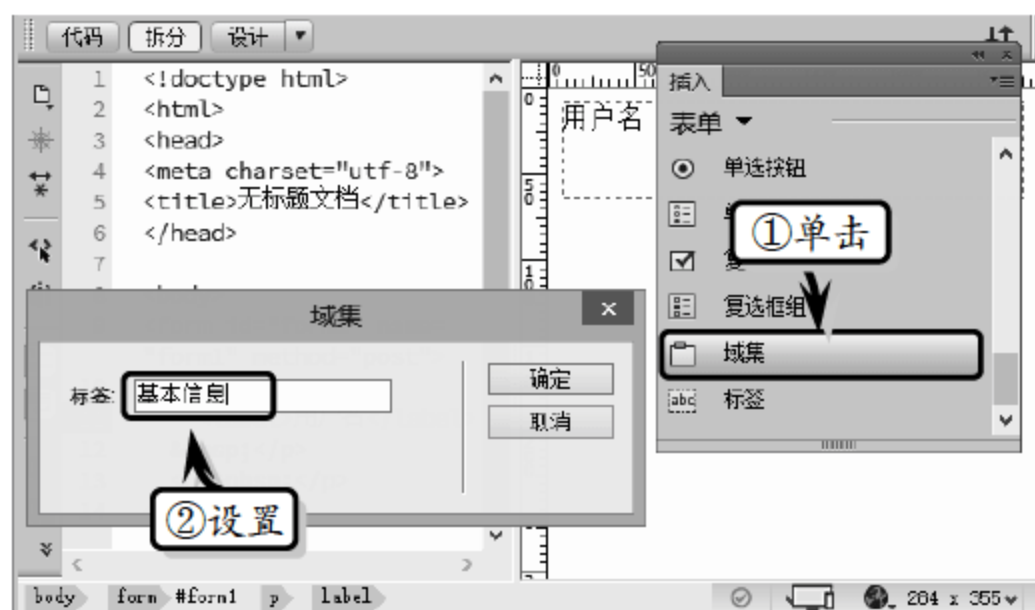 代码 拆分 设计
1 <!doctype html>
2 <html>
3 <head>
4 <meta charset="utf-8">
5 <title>无标题文档</title>
6 </head>
7
用户名
插入
表单
单选按钮
①单击
复选框组
域集
标签
域集
标签: 基本信息
确定
取消
②设置
body form #form1 p label
284 x 355